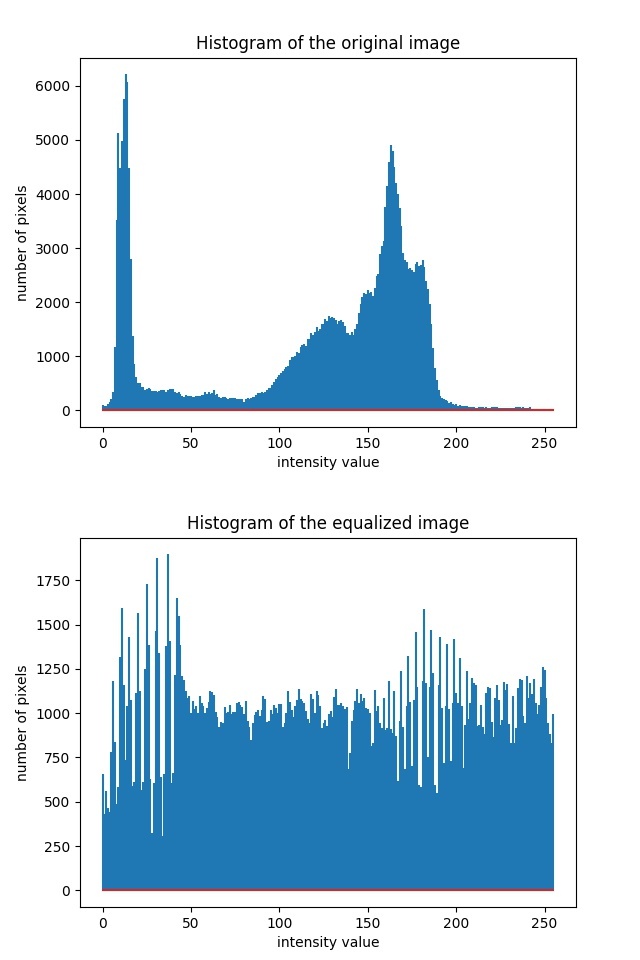 Histogram of the original image
6000
5000
4000
3000
2000
1000
0
number of pixels
0 50 100 150 200 250
intensity value
Histogram of the equalized image
1750
1500
1250
1000
750
500
250
0
number of pixels
0 50 100 150 200 250
intensity value